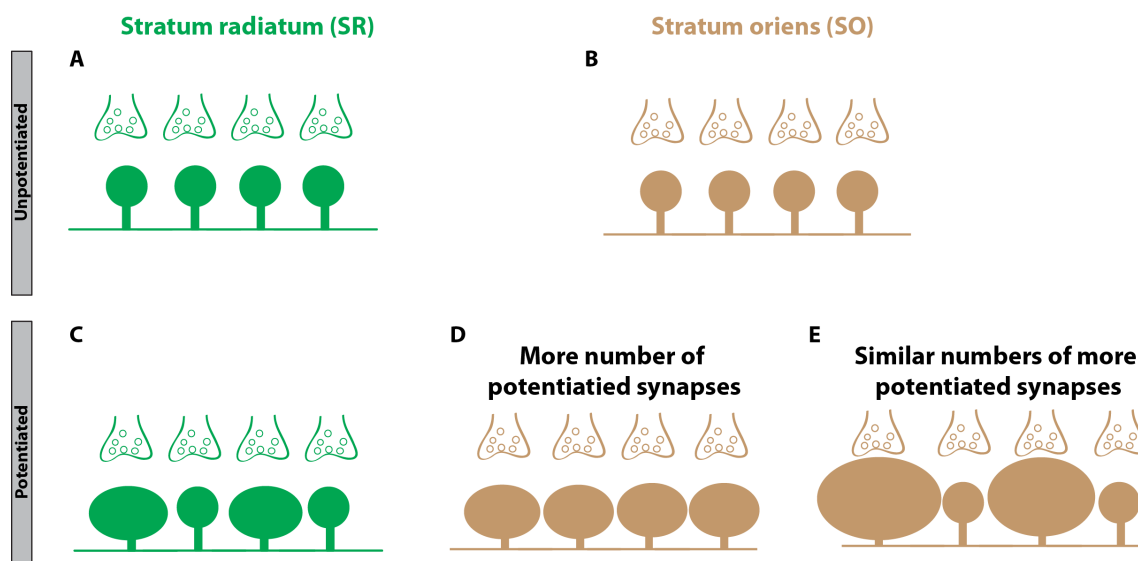 Stratum radiatum (SR)
Stratum oriens (SO)
A
B
Unpotentiated
C
D
E
More number of
potentiatied synapses
Similar numbers of more
potentiated synapses
Potentiated